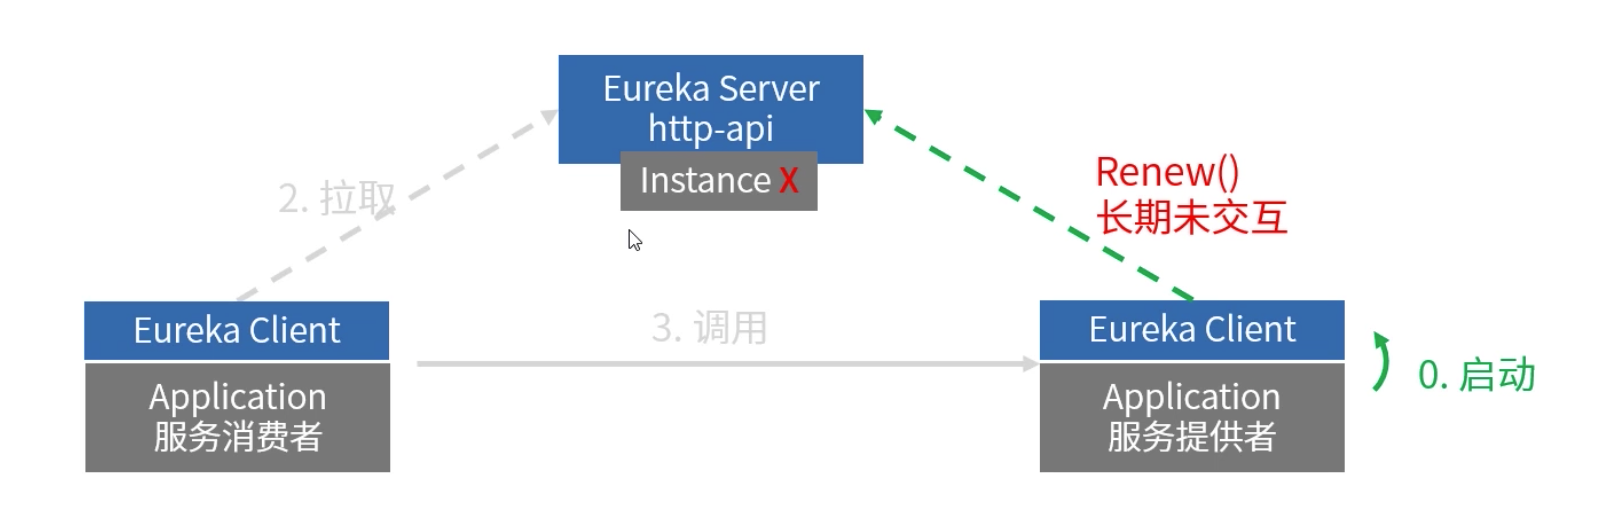 Eureka Server
http-api
Instance X
2. 拉取
Renew()
长期未交互
3. 调用
Eureka Client
Application
服务消费者
Eureka Client
Application
服务提供者
0. 启动